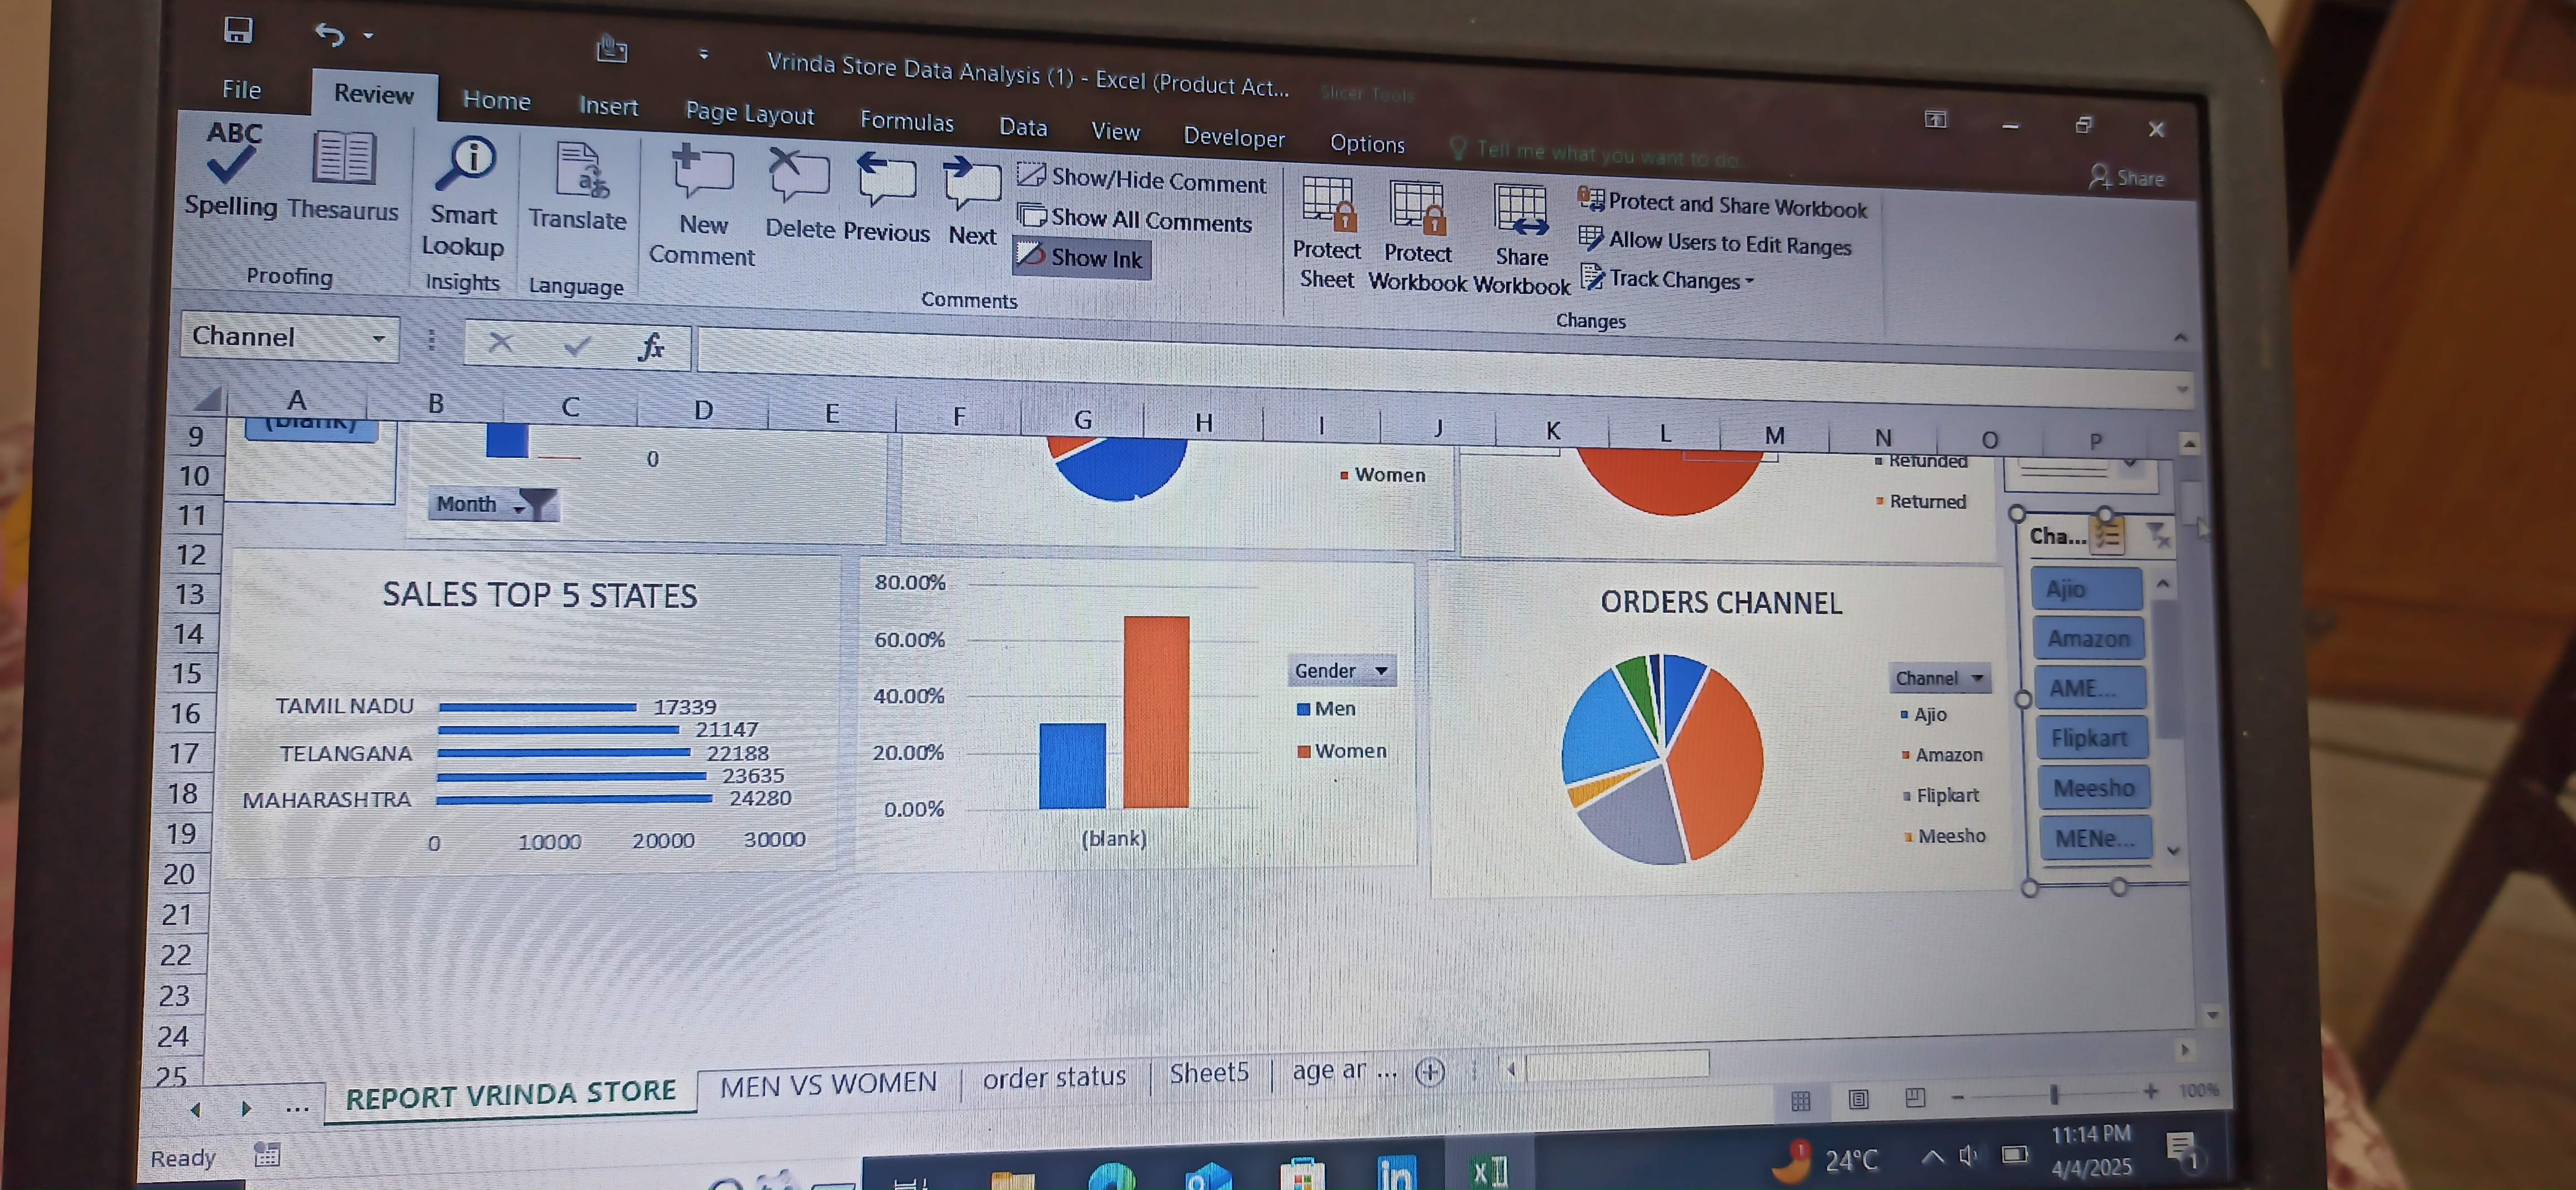 Vrinda Store Data Analysis (1) - Excel (Product Act...
Slicer Tools
File Review Home Insert Page Layout Formulas Data View Developer Options Tell me what you want to do...
Share
ABC
Spelling Thesaurus
Smart Lookup
Translate
New Comment
Delete Previous Next
Show/Hide Comment
Show All Comments
Show Ink
Protect Sheet
Protect Workbook
Share Workbook
Protect and Share Workbook
Allow Users to Edit Ranges
Track Changes
Proofing Insights Language Comments Changes
Channel
fx
A B C D E F G H I J K L M N O P
9
10
11
12
13
14
15
16
17
18
19
20
21
22
23
24
25
(blank)
0
Month
Women
Refunded
Returned
SALES TOP 5 STATES
TAMIL NADU 17339
21147
TELANGANA 22188
23635
MAHARASHTRA 24280
0 10000 20000 30000
80.00%
60.00%
40.00%
20.00%
0.00%
(blank)
Gender
Men
Women
ORDERS CHANNEL
Channel
Ajio
Amazon
Flipkart
Meesho
Cha...
Ajio
Amazon
AME...
Flipkart
Meesho
MENe...
... REPORT VRINDA STORE MEN VS WOMEN order status Sheet5 age ar ...
Ready
100%
1
24°C
11:14 PM
4/4/2025
1
in
X